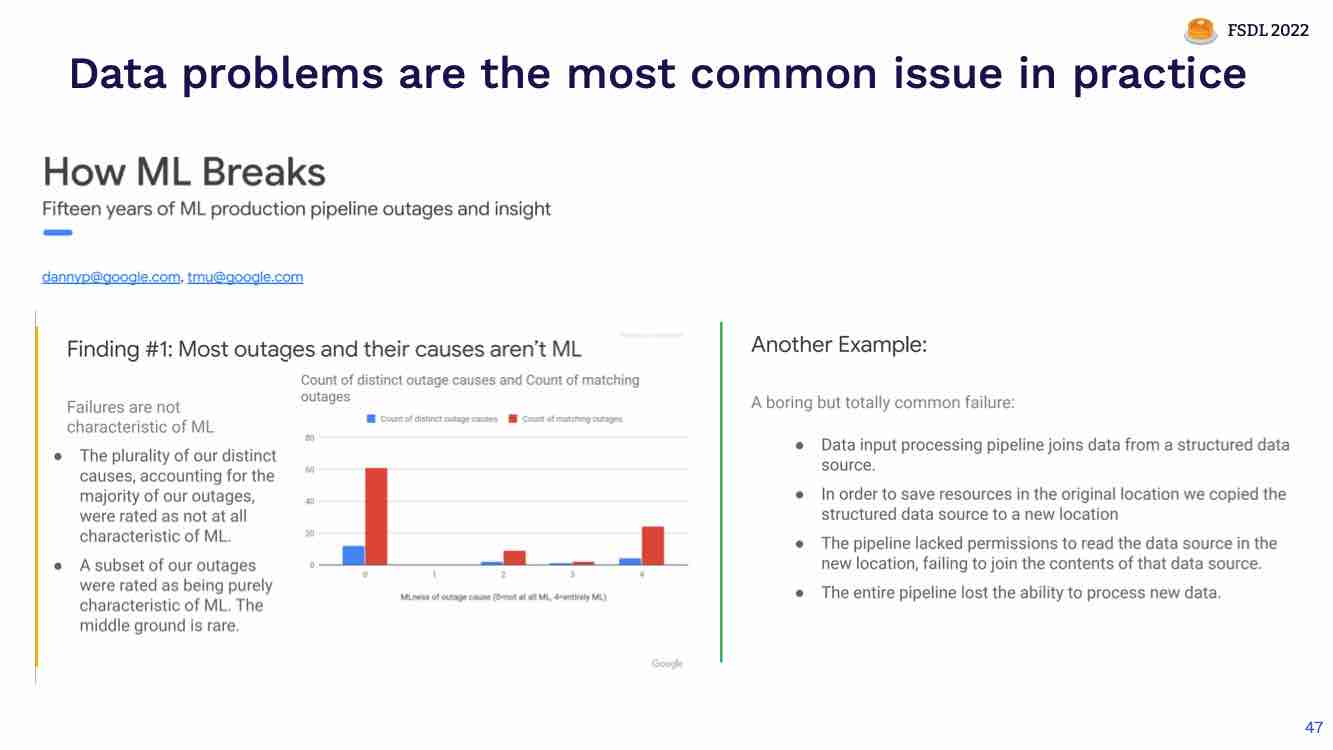 FSDL 2022
Data problems are the most common issue in practice
How ML Breaks
Fifteen years of ML production pipeline outages and insight
dannyp@google.com, tmu@google.com
Finding #1: Most outages and their causes aren't ML
Failures are not
characteristic of ML
● The plurality of our distinct
causes, accounting for the
majority of our outages,
were rated as not at all
characteristic of ML.
● A subset of our outages
were rated as being purely
characteristic of ML. The
middle ground is rare.
Count of distinct outage causes and Count of matching
outages
Count of distinct outage causes Count of matching outages
80
60
40
20
0
0 1 2 3 4
MLness of outage cause (0=not at all ML, 4=entirely ML)
Google
Another Example:
A boring but totally common failure:
● Data input processing pipeline joins data from a structured data
source.
● In order to save resources in the original location we copied the
structured data source to a new location
● The pipeline lacked permissions to read the data source in the
new location, failing to join the contents of that data source.
● The entire pipeline lost the ability to process new data.
47